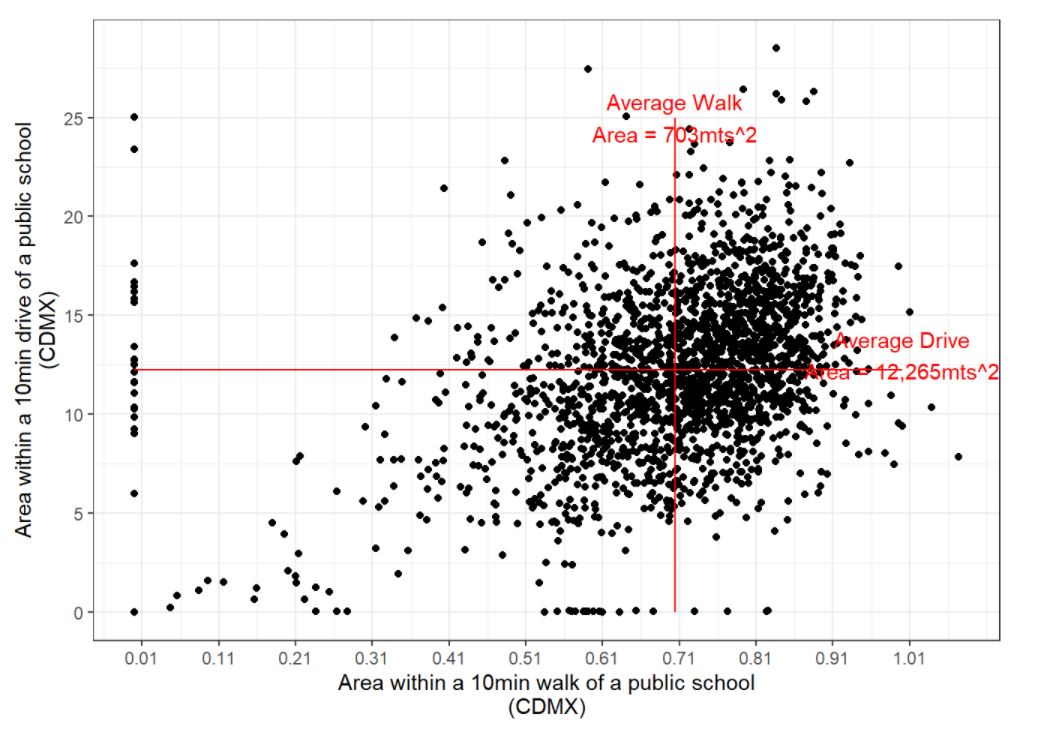 Area within a 10min drive of a public school
(CDMX)
25
20
15
10
5
0
Average Walk
Area = 703mts^2
Average Drive
Area = 12,265mts^2
0.01 0.11 0.21 0.31 0.41 0.51 0.61 0.71 0.81 0.91 1.01
Area within a 10min walk of a public school
(CDMX)